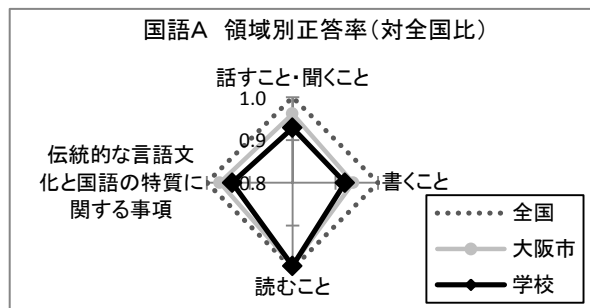 国語A 領域別正答率(対全国比)
話すこと・聞くこと
1.0
0.9
0.8
伝統的な言語文
化と国語の特質に
関する事項
書くこと
読むこと
全国
大阪市
学校